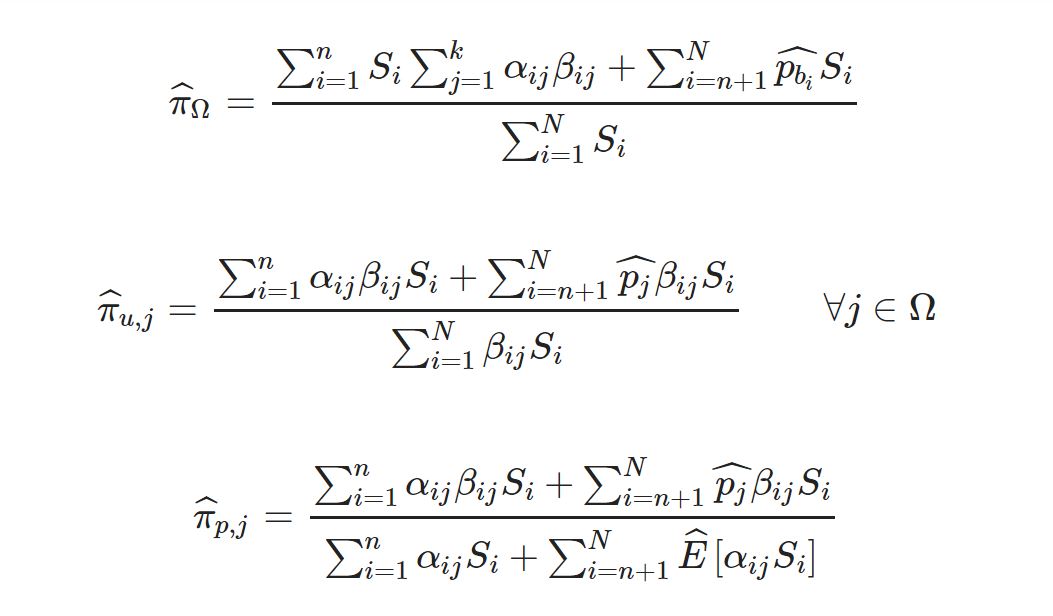 $\widehat{\pi}_{\Omega} = \frac{\sum_{i=1}^{n} S_i \sum_{j=1}^{k} \alpha_{ij} \beta_{ij} + \sum_{i=n+1}^{N} \widehat{p_{b_i}} S_i}{\sum_{i=1}^{N} S_i}$
$\widehat{\pi}_{u,j} = \frac{\sum_{i=1}^{n} \alpha_{ij} \beta_{ij} S_i + \sum_{i=n+1}^{N} \widehat{p_j} \beta_{ij} S_i}{\sum_{i=1}^{N} \beta_{ij} S_i} \qquad \forall j \in \Omega$
$\widehat{\pi}_{p,j} = \frac{\sum_{i=1}^{n} \alpha_{ij} \beta_{ij} S_i + \sum_{i=n+1}^{N} \widehat{p_j} \beta_{ij} S_i}{\sum_{i=1}^{n} \alpha_{ij} S_i + \sum_{i=n+1}^{N} \widehat{E} [\alpha_{ij} S_i]}$